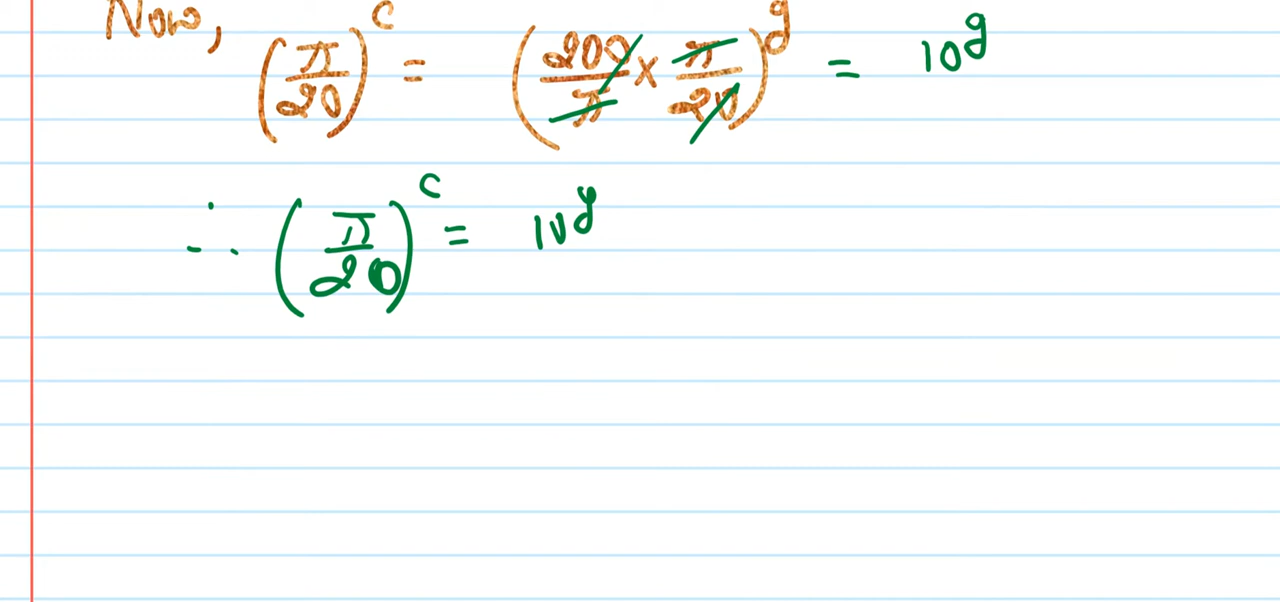 Now, (π/20)^c = (200/π × π/20)^g = 10^g
∴ (π/20)^c = 10^g